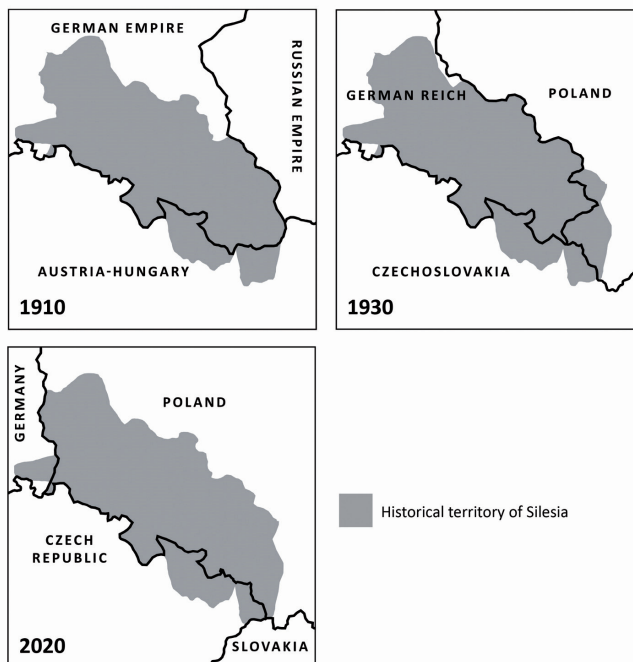 GERMAN EMPIRE
RUSSIAN EMPIRE
AUSTRIA-HUNGARY
1910
GERMAN REICH
POLAND
CZECHOSLOVAKIA
1930
GERMANY
POLAND
CZECH
REPUBLIC
SLOVAKIA
2020
Historical territory of Silesia